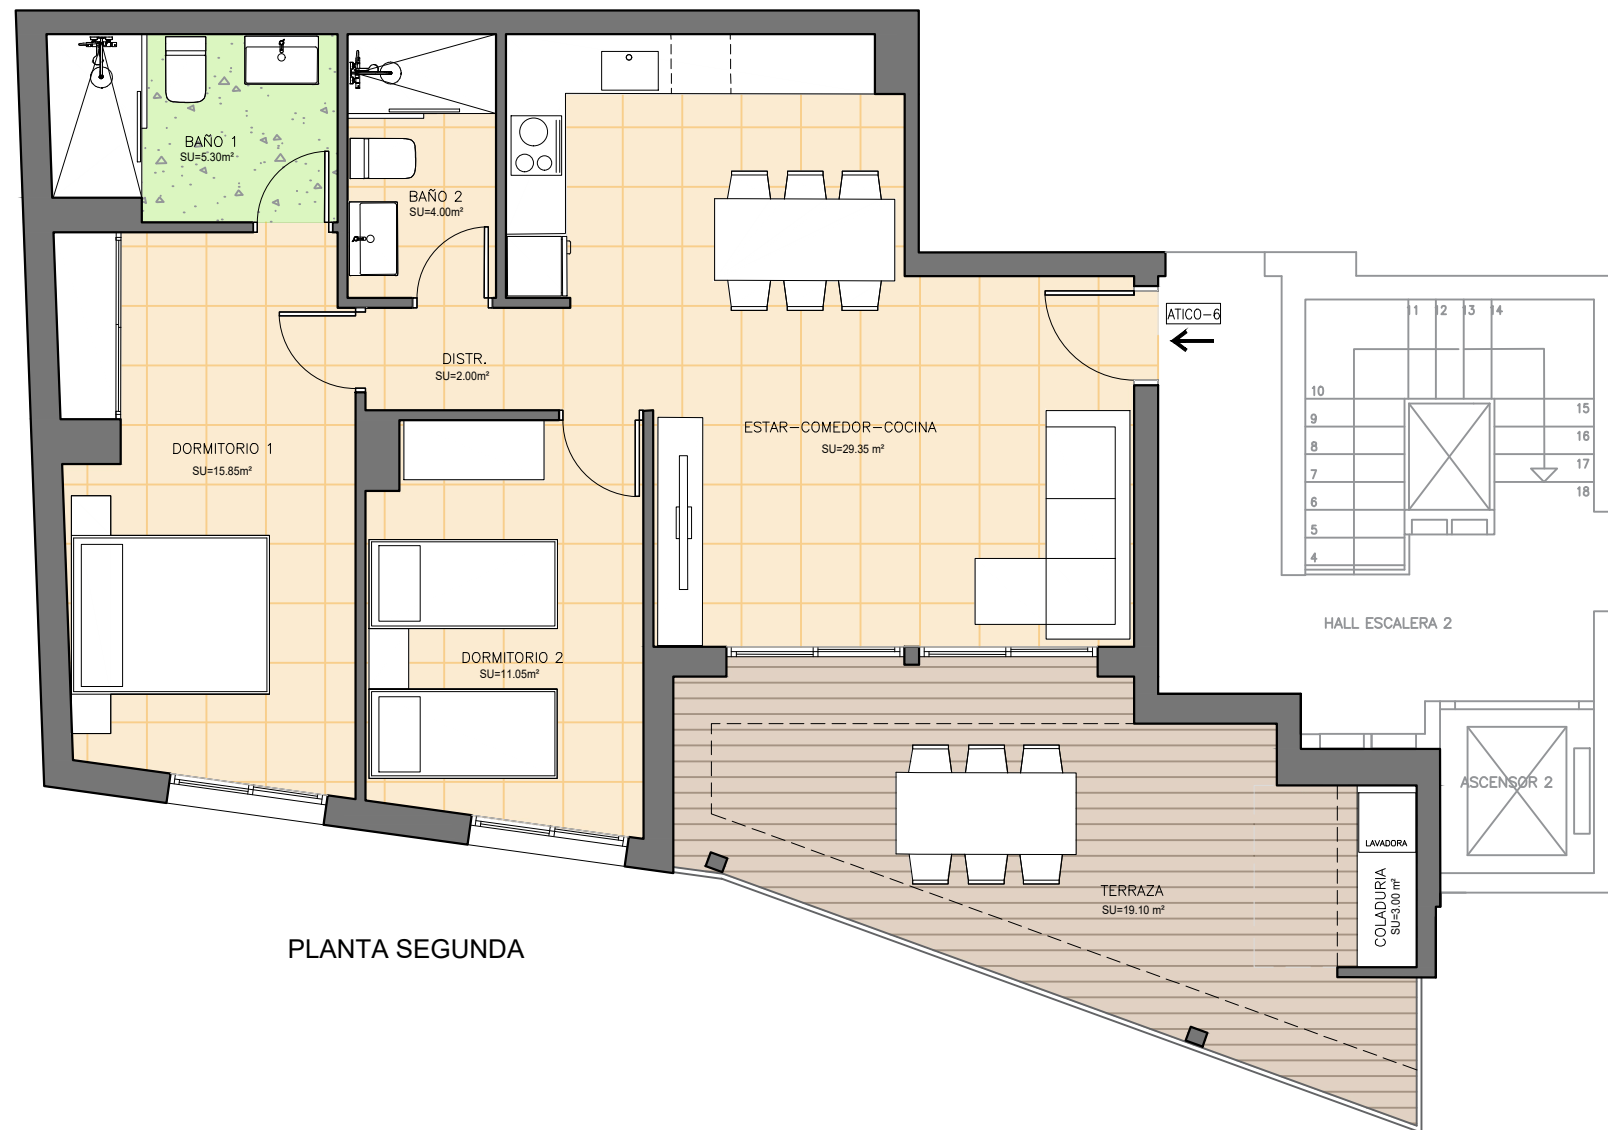 BAÑO 1
SU=5.30m²
BAÑO 2
SU=4.00m²
ATICO-6
11 12 13 14
10
9
8
7
6
5
4
15
16
17
18
DISTR.
SU=2.00m²
ESTAR-COMEDOR-COCINA
SU=29.35 m²
DORMITORIO 1
SU=15.85m²
HALL ESCALERA 2
DORMITORIO 2
SU=11.05m²
ASCENSOR 2
LAVADORA
TERRAZA
SU=19.10 m²
COLADURIA
SU=3.00 m²
PLANTA SEGUNDA